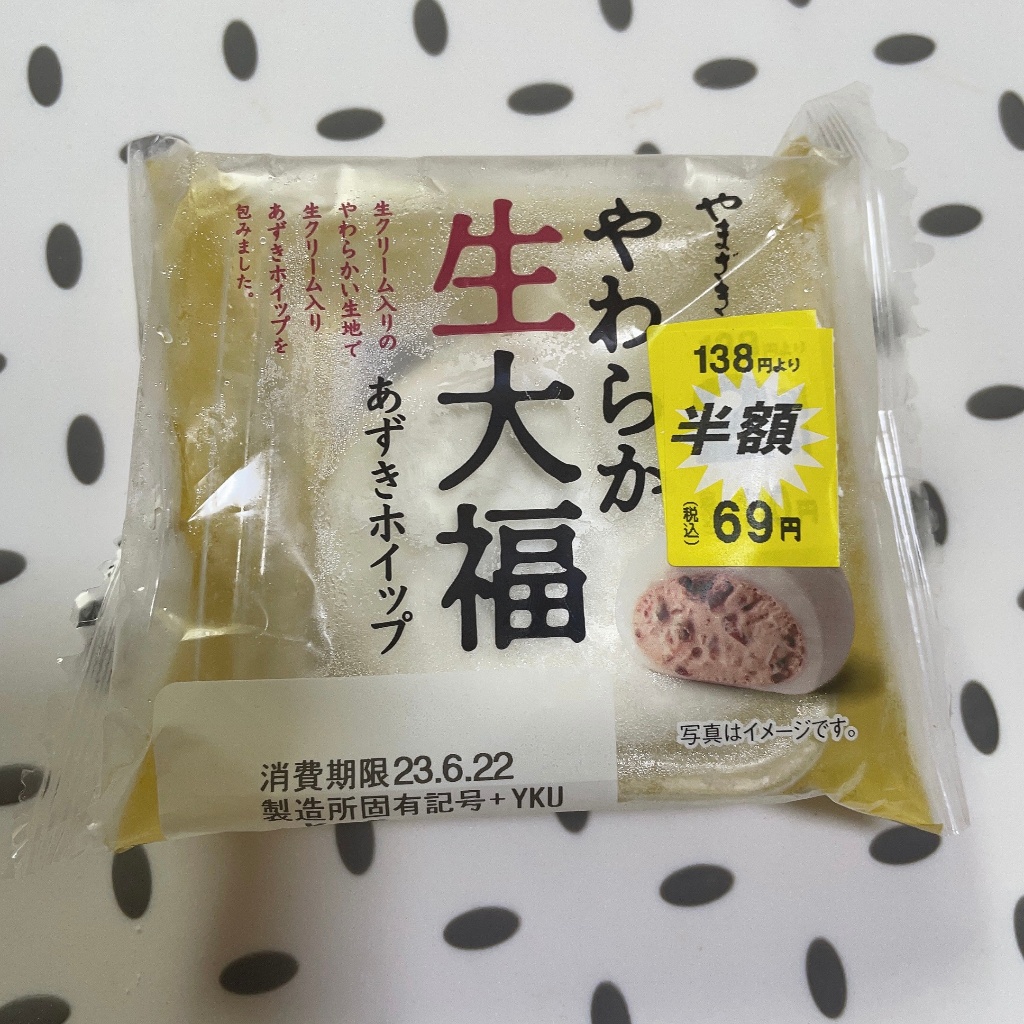 やまざき
やわらか
生大福
あずきホイップ
生クリーム入りの
やわらかい生地で
生クリーム入り
あずきホイップを
包みました。
138円より
半額
(税込)69円
写真はイメージです。
消費期限23.6.22
製造所固有記号+YKU